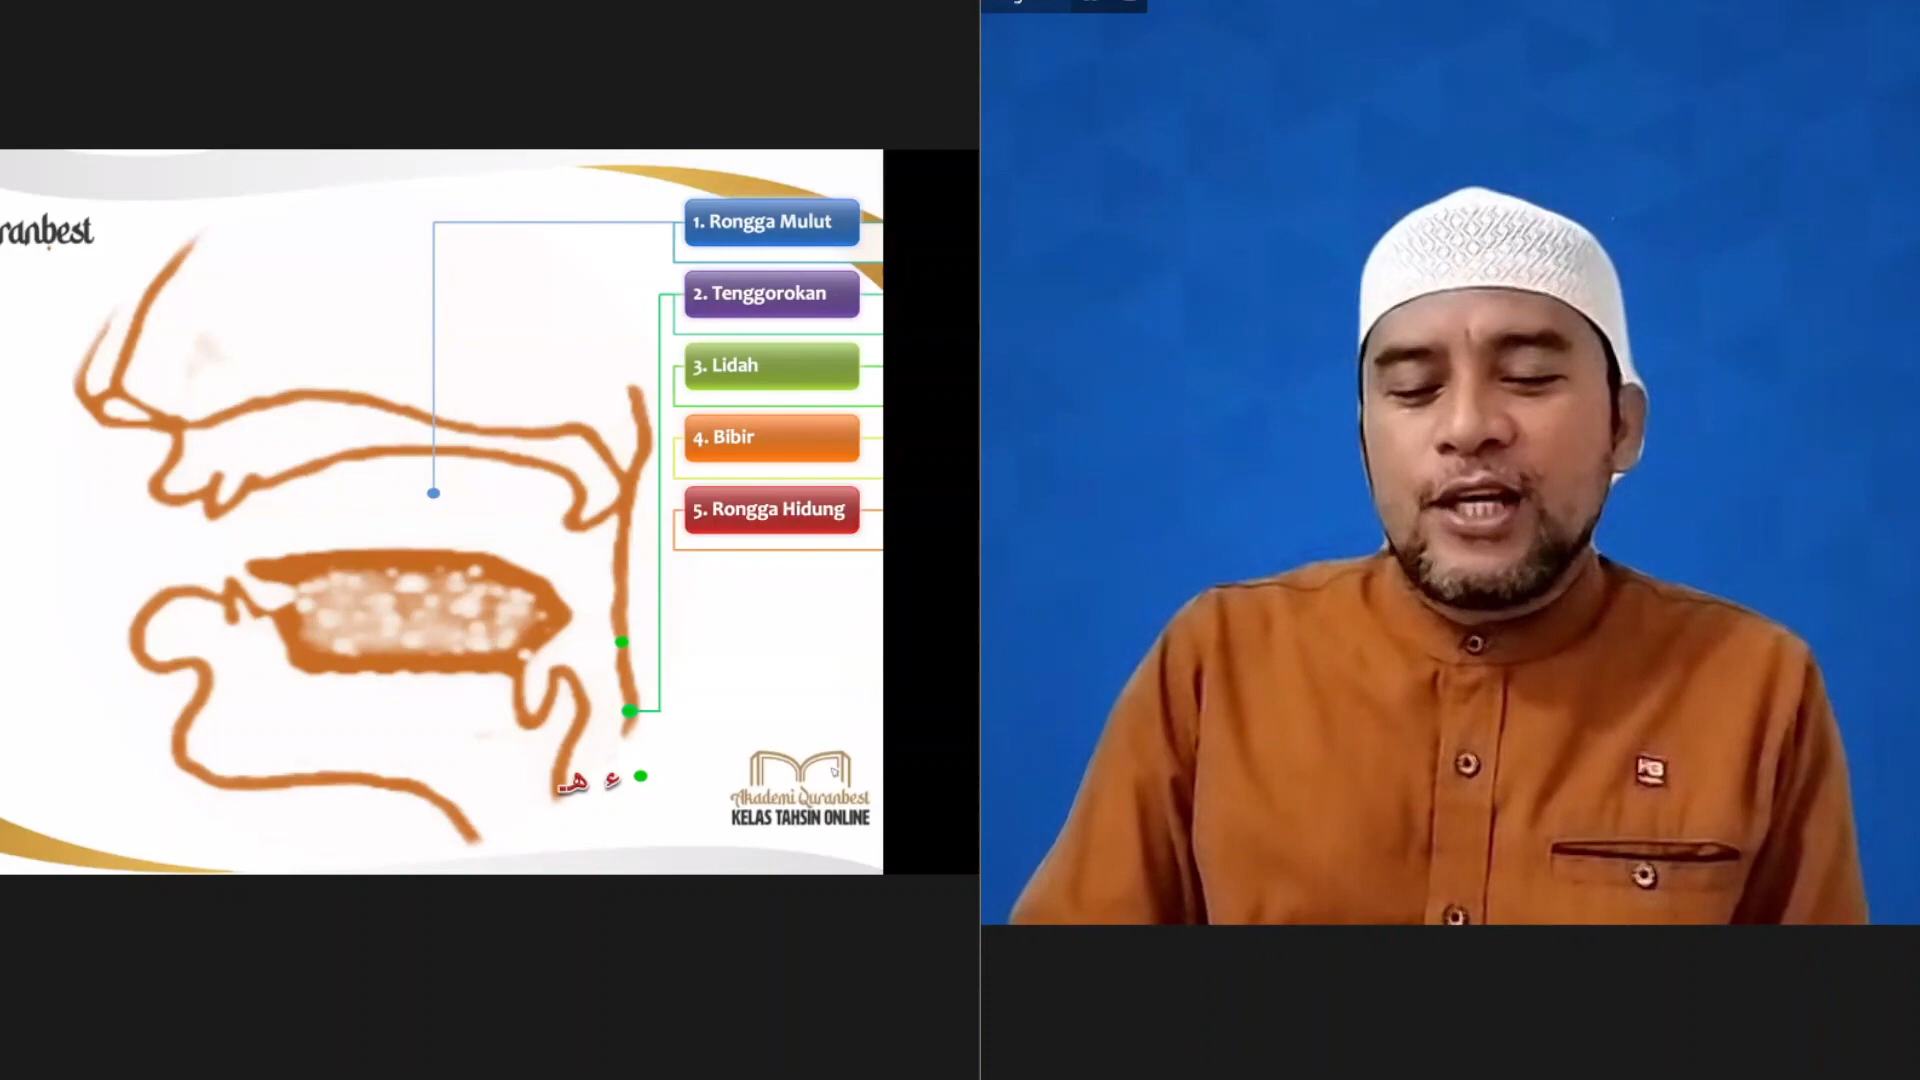 ranbest
1. Rongga Mulut
2. Tenggorokan
3. Lidah
4. Bibir
5. Rongga Hidung
ء هـ
Akademi Quranbest
KELAS TAHSIN ONLINE